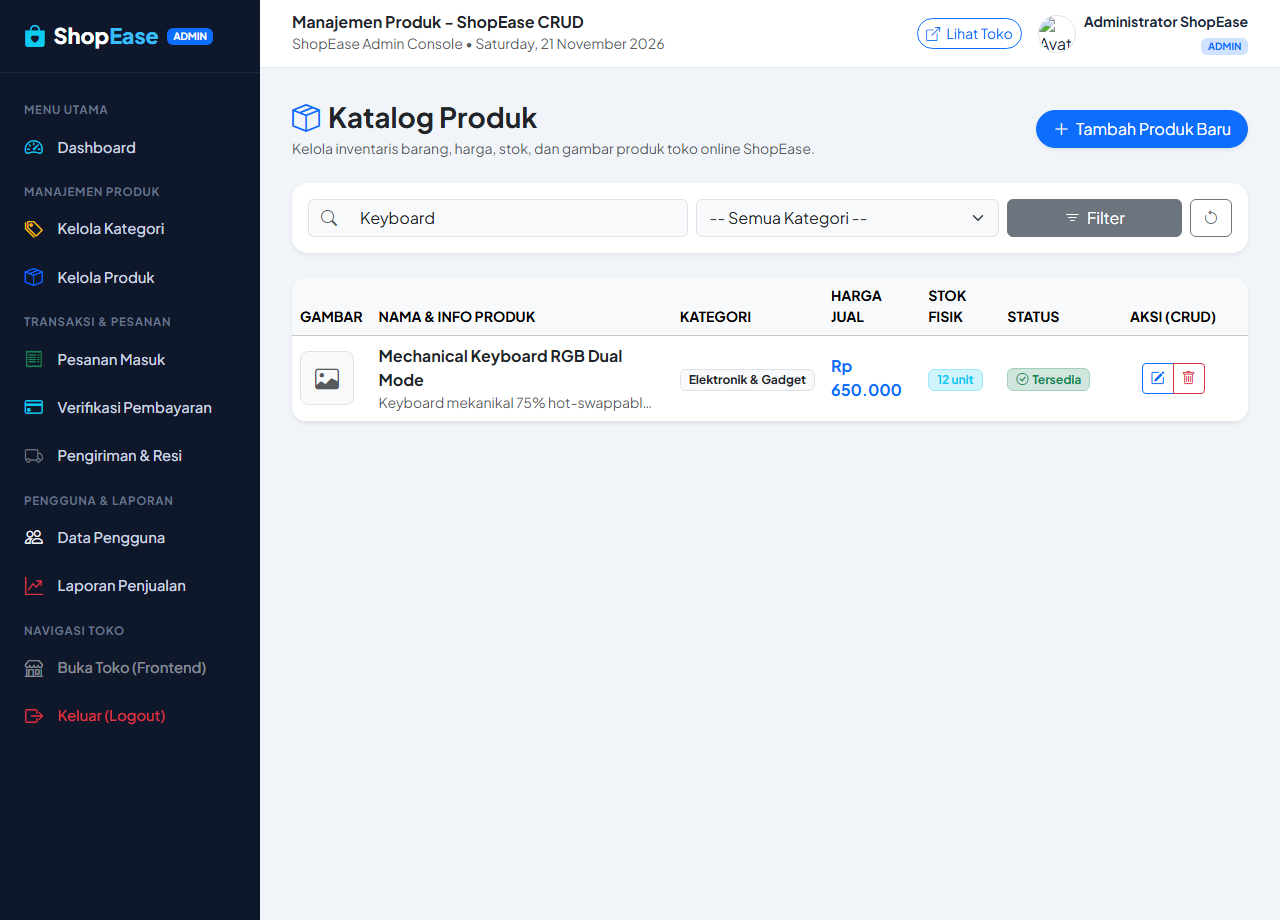 ShopEase ADMIN
MENU UTAMA
Dashboard
MANAJEMEN PRODUK
Kelola Kategori
Kelola Produk
TRANSAKSI & PESANAN
Pesanan Masuk
Verifikasi Pembayaran
Pengiriman & Resi
PENGGUNA & LAPORAN
Data Pengguna
Laporan Penjualan
NAVIGASI TOKO
Buka Toko (Frontend)
Keluar (Logout)
Manajemen Produk - ShopEase CRUD
ShopEase Admin Console • Saturday, 21 November 2026
Lihat Toko
Avat
Administrator ShopEase
ADMIN
Katalog Produk
Kelola inventaris barang, harga, stok, dan gambar produk toko online ShopEase.
+ Tambah Produk Baru
Keyboard
-- Semua Kategori --
Filter
GAMBAR NAMA & INFO PRODUK KATEGORI HARGA JUAL STOK FISIK STATUS AKSI (CRUD)
Mechanical Keyboard RGB Dual
Mode
Keyboard mekanikal 75% hot-swappabl...
Elektronik & Gadget
Rp
650.000
12 unit
Tersedia